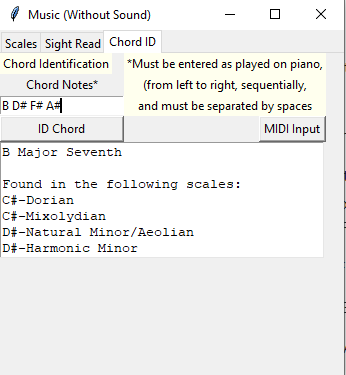 Music (Without Sound)
Scales Sight Read Chord ID
Chord Identification
*Must be entered as played on piano,
Chord Notes*
(from left to right, sequentially,
B D# F# A#
and must be separated by spaces
ID Chord
MIDI Input
B Major Seventh
Found in the following scales:
C#-Dorian
C#-Mixolydian
D#-Natural Minor/Aeolian
D#-Harmonic Minor